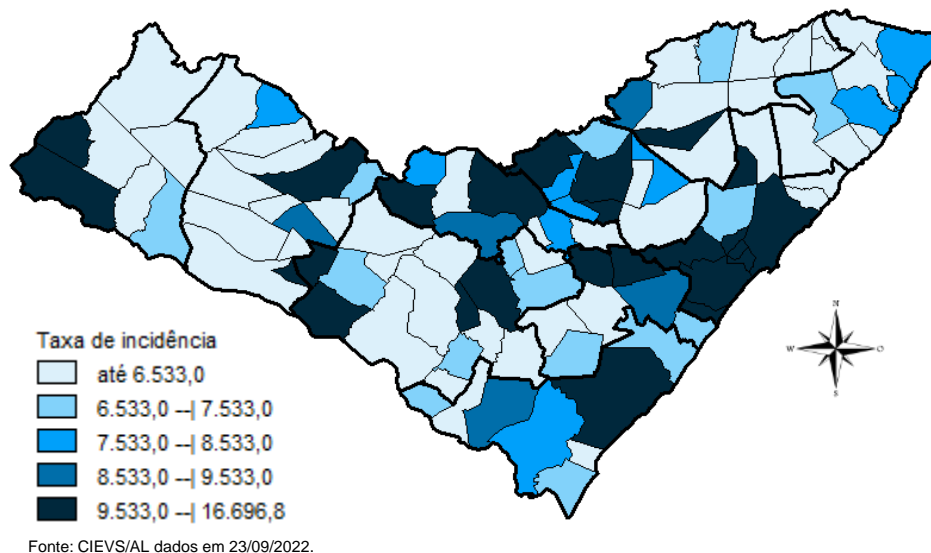 Taxa de incidência
até 6.533,0
6.533,0 --| 7.533,0
7.533,0 --| 8.533,0
8.533,0 --| 9.533,0
9.533,0 --| 16.696,8
N
W
O
S
Fonte: CIEVS/AL dados em 23/09/2022.